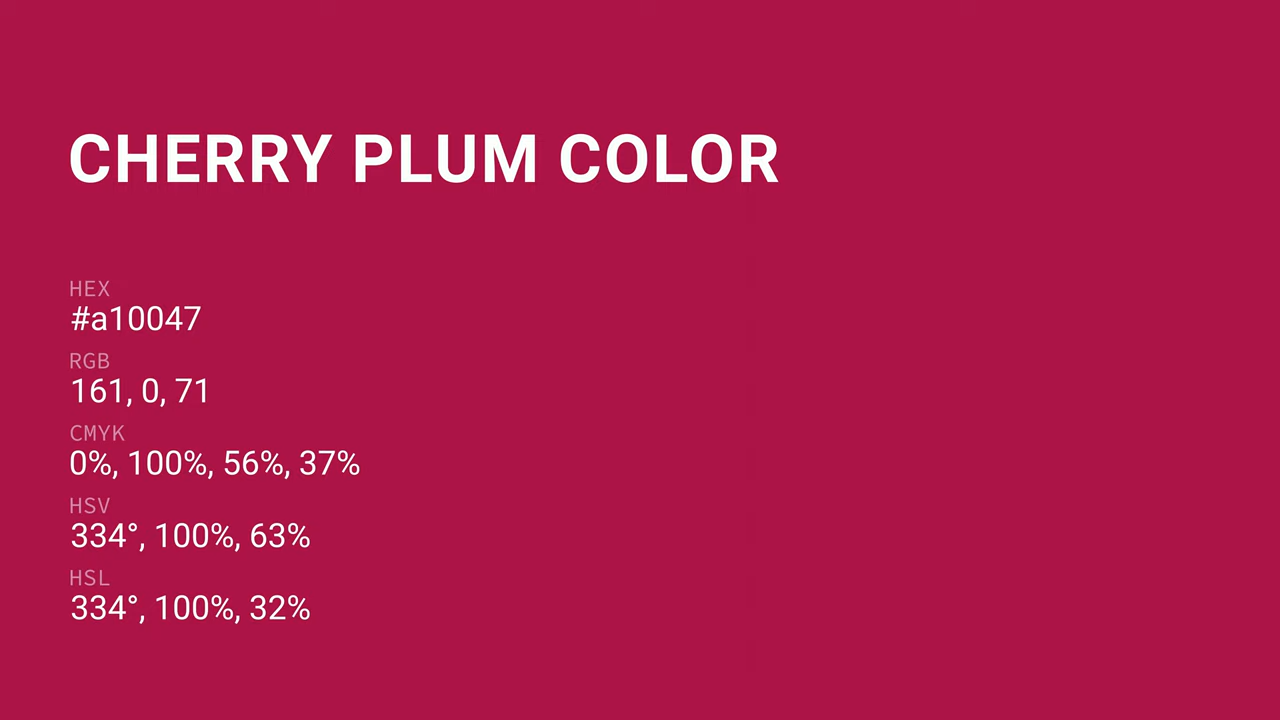 CHERRY PLUM COLOR
HEX
#a10047
RGB
161, 0, 71
CMYK
0%, 100%, 56%, 37%
HSV
334°, 100%, 63%
HSL
334°, 100%, 32%